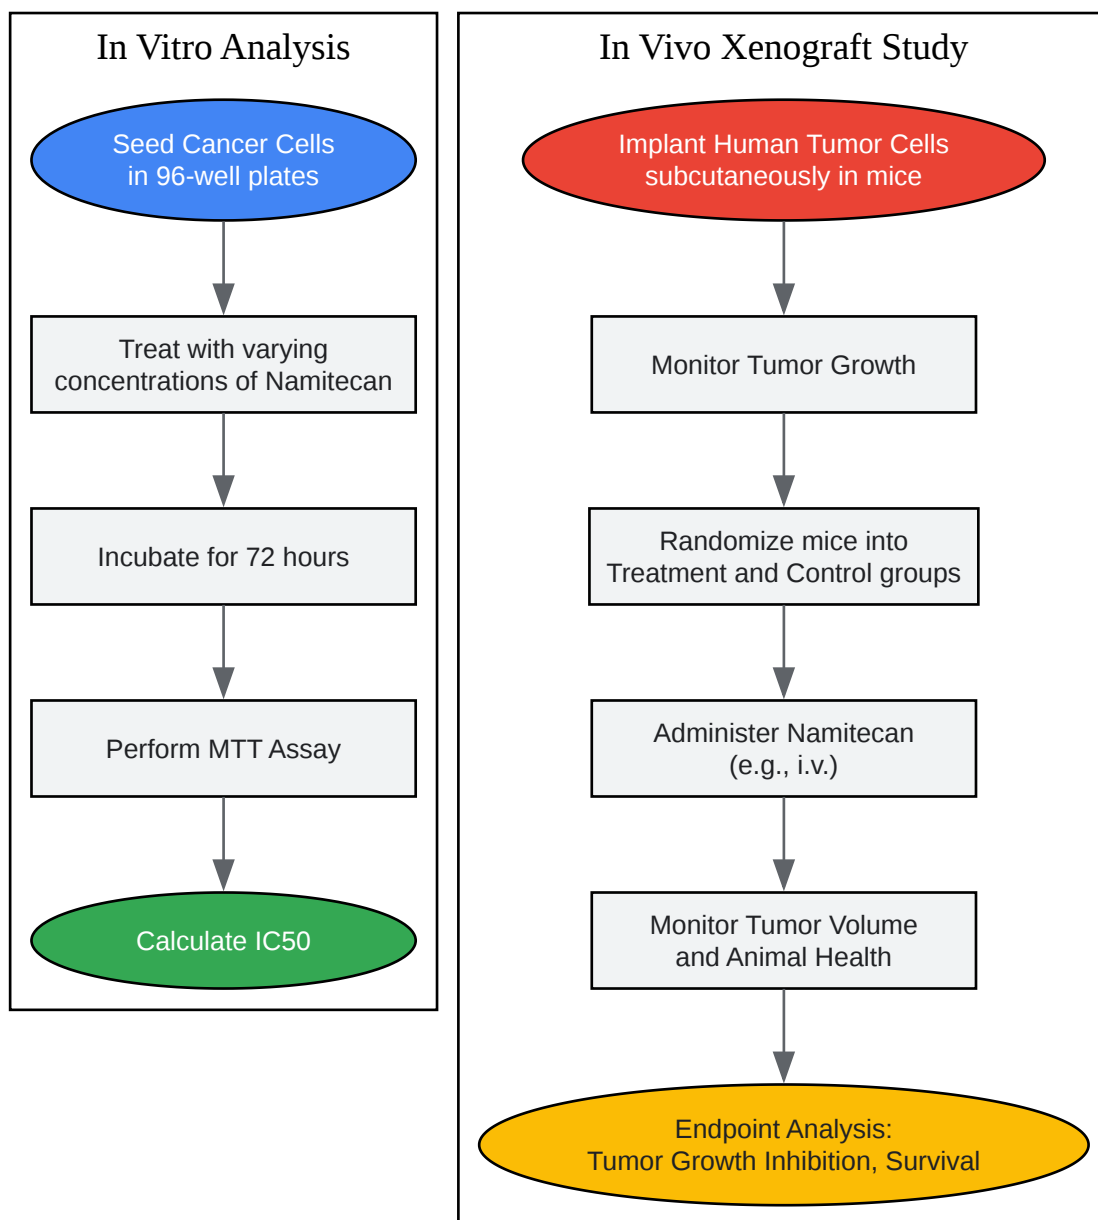 In Vitro Analysis
Seed Cancer Cells
in 96-well plates
Treat with varying
concentrations of Namitecan
Incubate for 72 hours
Perform MTT Assay
Calculate IC50
In Vivo Xenograft Study
Implant Human Tumor Cells
subcutaneously in mice
Monitor Tumor Growth
Randomize mice into
Treatment and Control groups
Administer Namitecan
(e.g., i.v.)
Monitor Tumor Volume
and Animal Health
Endpoint Analysis:
Tumor Growth Inhibition, Survival